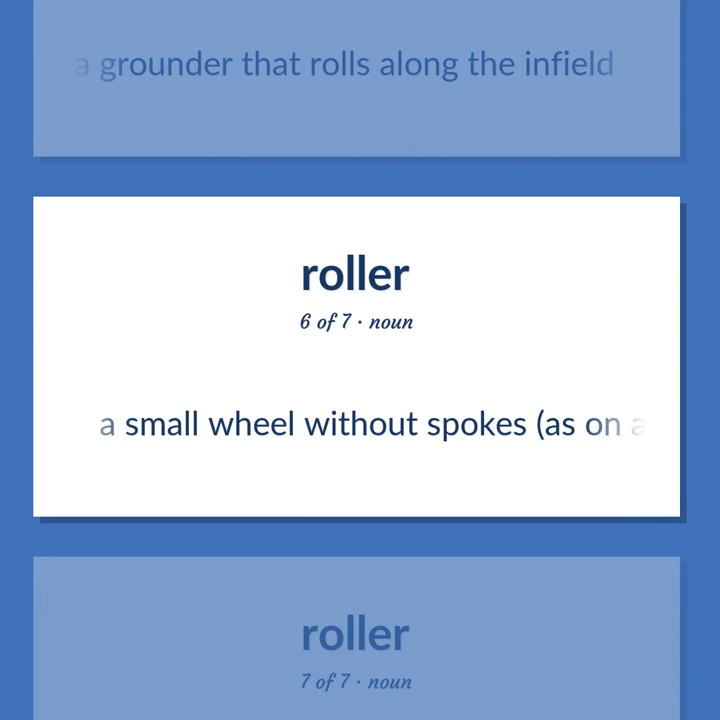 a grounder that rolls along the infield
roller
6 of 7 · noun
a small wheel without spokes (as on a
roller
7 of 7 · noun